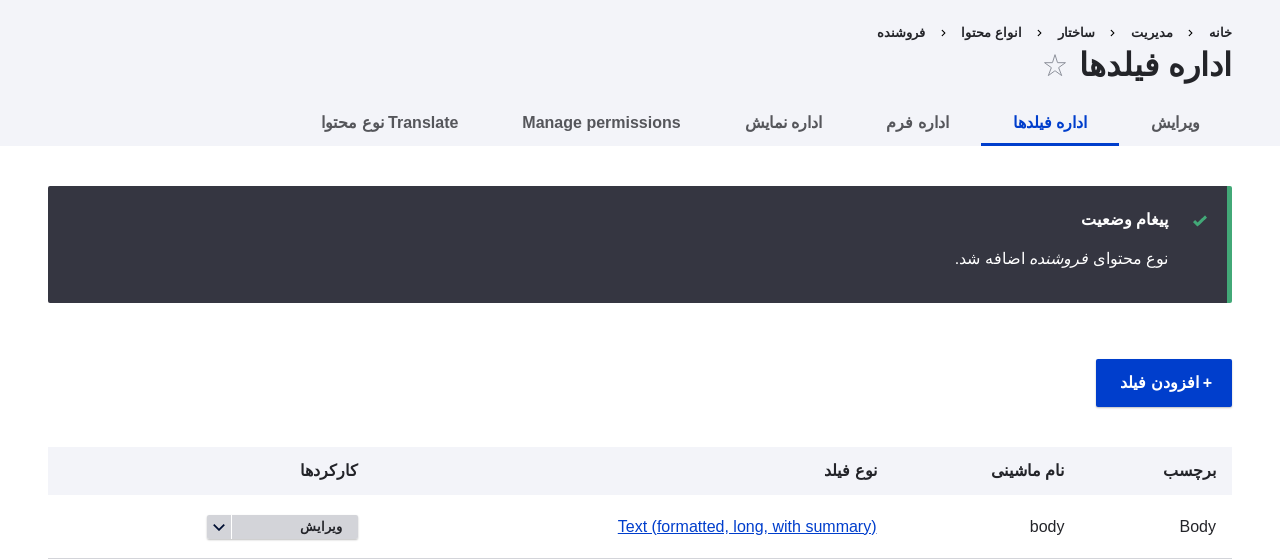 خانه › مدیریت › ساختار › انواع محتوا › فروشنده
اداره فیلدها ☆
ویرایش اداره فیلدها اداره فرم اداره نمایش Manage permissions Translate نوع محتوا
پیغام وضعیت
نوع محتوای فروشنده اضافه شد.
+ افزودن فیلد
برچسب نام ماشینی نوع فیلد کارکردها
Body body Text (formatted, long, with summary) ویرایش